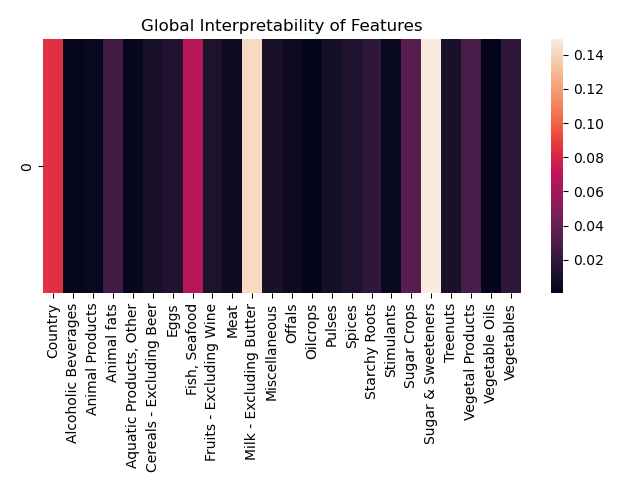 Global Interpretability of Features
0
0.14
0.12
0.10
0.08
0.06
0.04
0.02
Country
Alcoholic Beverages
Animal Products
Animal fats
Aquatic Products, Other
Cereals - Excluding Beer
Eggs
Fish, Seafood
Fruits - Excluding Wine
Meat
Milk - Excluding Butter
Miscellaneous
Offals
Oilcrops
Pulses
Spices
Starchy Roots
Stimulants
Sugar Crops
Sugar & Sweeteners
Treenuts
Vegetal Products
Vegetable Oils
Vegetables